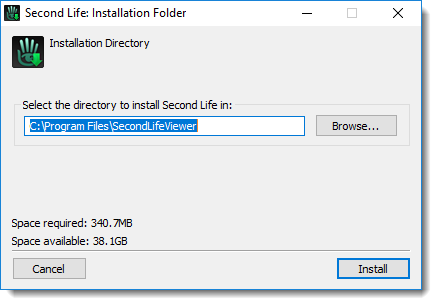 Second Life: Installation Folder
Installation Directory
Select the directory to install Second Life in:
C:\Program Files\SecondLifeViewer
Browse...
Space required: 340.7MB
Space available: 38.1GB
Cancel
Install